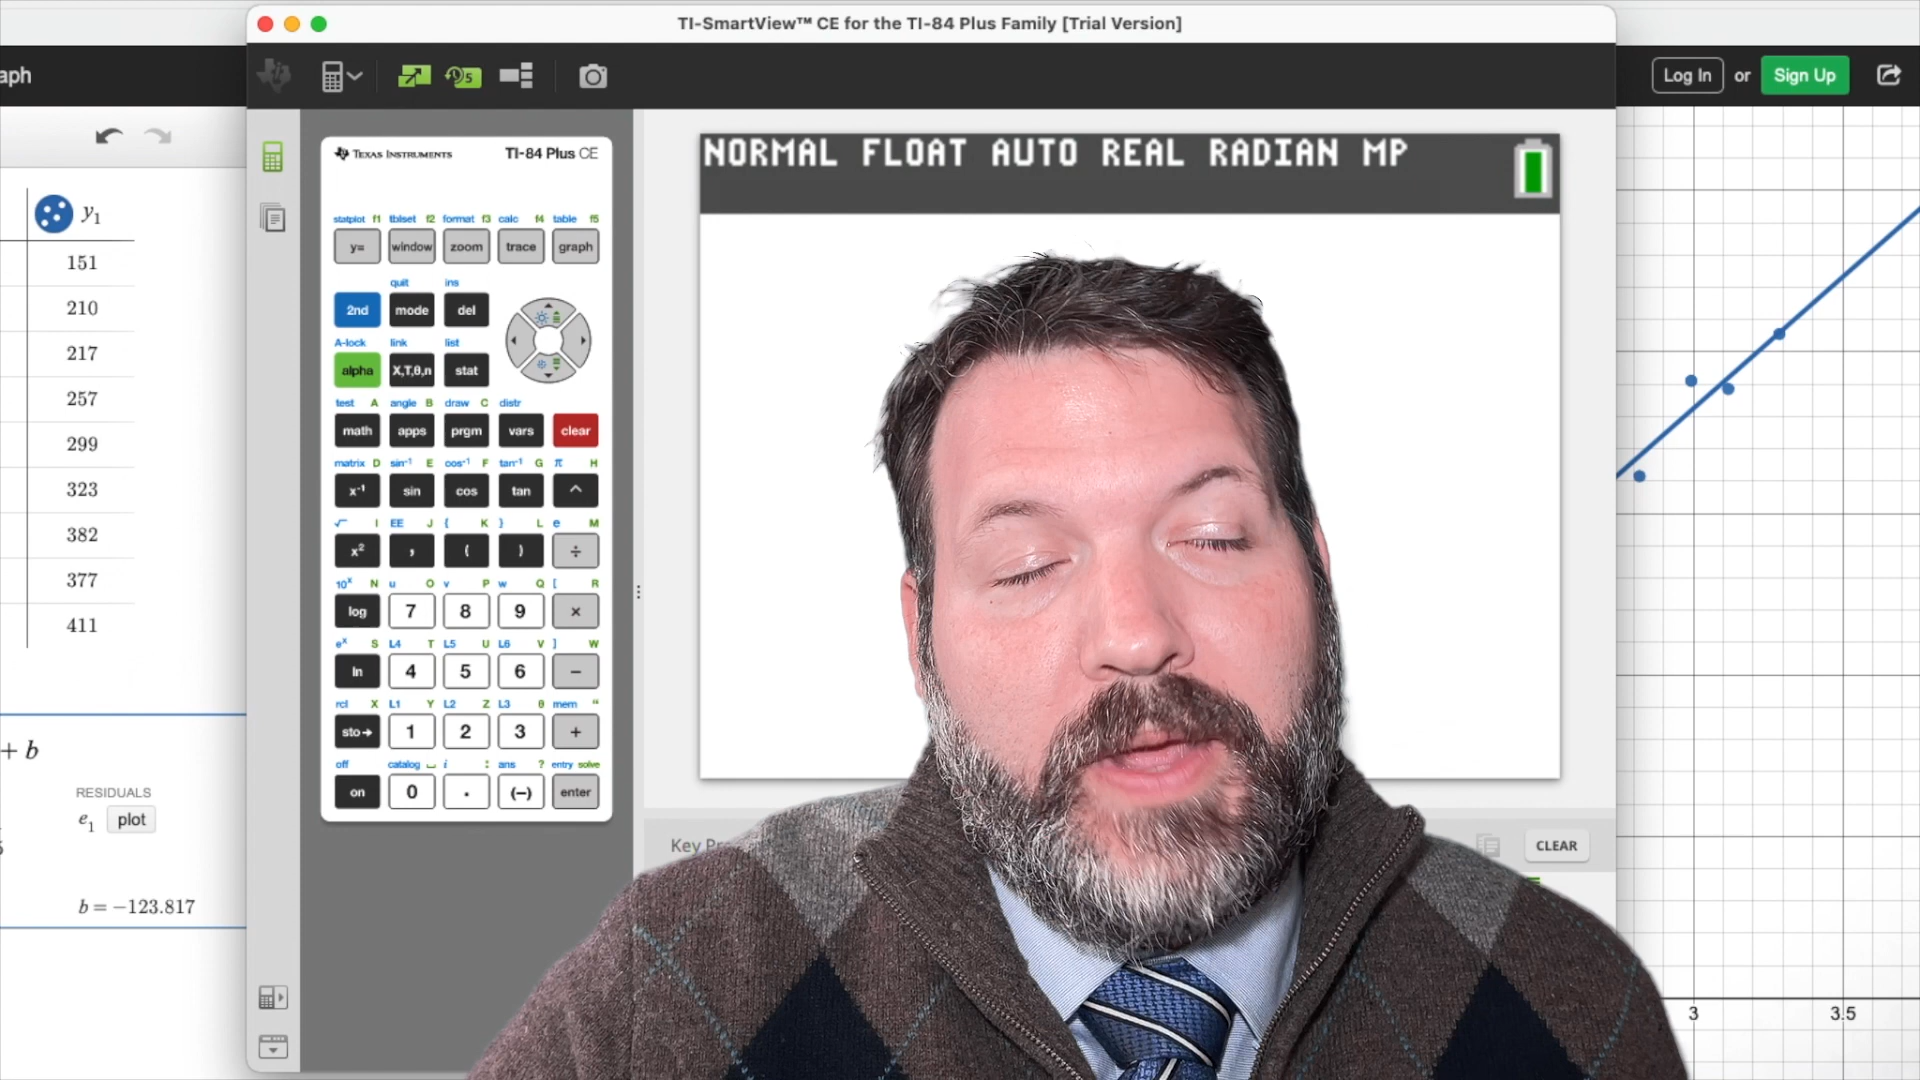 TI-SmartView™ CE for the TI-84 Plus Family [Trial Version]
aph
Log In or Sign Up
TEXAS INSTRUMENTS TI-84 Plus CE
NORMAL FLOAT AUTO REAL RADIAN MP
statplot f1 tblset f2 format f3 calc f4 table f5
y= window zoom trace graph
quit ins
2nd mode del
A-lock link list
alpha X,T,θ,n stat
test A angle B draw C distr
math apps prgm vars clear
matrix D sin⁻¹ E cos⁻¹ F tan⁻¹ G π H
x⁻¹ sin cos tan ^
√ I EE J { K } L e M
x² , ( ) ÷
10ˣ N u O v P w Q [ R
log 7 8 9 ×
eˣ S L4 T L5 U L6 V ] W
ln 4 5 6 −
rcl X L1 Y L2 Z L3 θ mem "
sto→ 1 2 3 +
off catalog i : ans ? entry solve
on 0 . (−) enter
y₁
151
210
217
257
299
323
382
377
411
+ b
RESIDUALS
e₁ plot
b = −123.817
Key
CLEAR
3 3.5